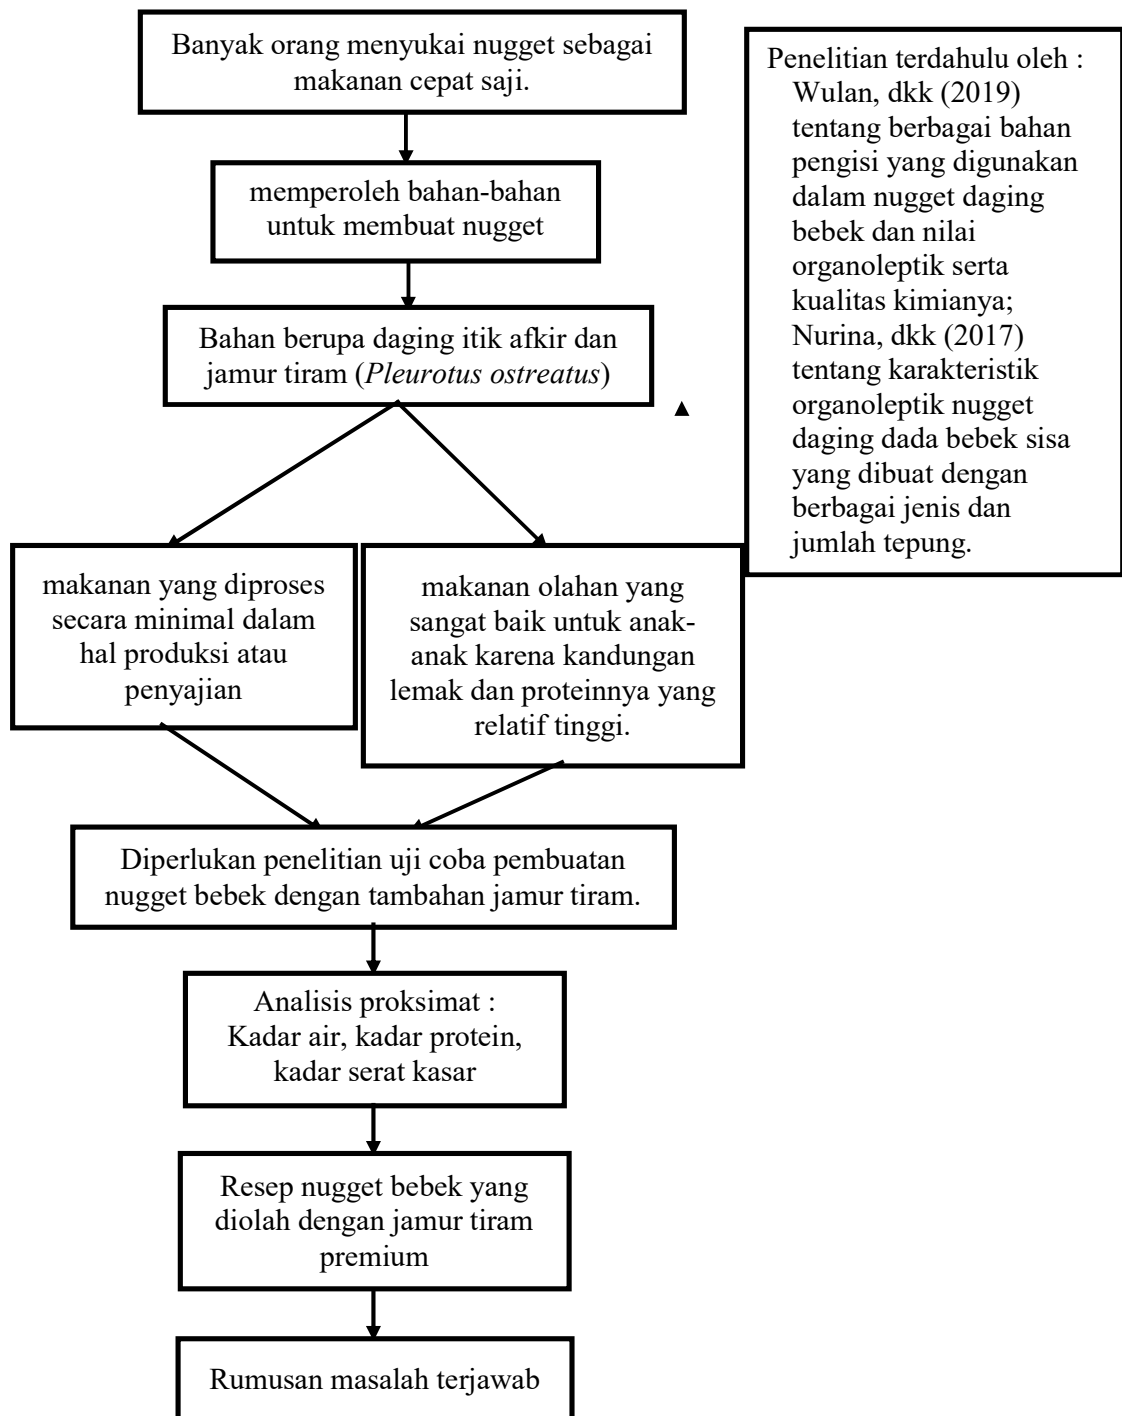 Banyak orang menyukai nugget sebagai
makanan cepat saji.
Penelitian terdahulu oleh :
Wulan, dkk (2019)
tentang berbagai bahan
pengisi yang digunakan
dalam nugget daging
bebek dan nilai
organoleptik serta
kualitas kimianya;
Nurina, dkk (2017)
tentang karakteristik
organoleptik nugget
daging dada bebek sisa
yang dibuat dengan
berbagai jenis dan
jumlah tepung.
memperoleh bahan-bahan
untuk membuat nugget
Bahan berupa daging itik afkir dan
jamur tiram (Pleurotus ostreatus)
makanan yang diproses
secara minimal dalam
hal produksi atau
penyajian
makanan olahan yang
sangat baik untuk anak-
anak karena kandungan
lemak dan proteinnya yang
relatif tinggi.
Diperlukan penelitian uji coba pembuatan
nugget bebek dengan tambahan jamur tiram.
Analisis proksimat :
Kadar air, kadar protein,
kadar serat kasar
Resep nugget bebek yang
diolah dengan jamur tiram
premium
Rumusan masalah terjawab